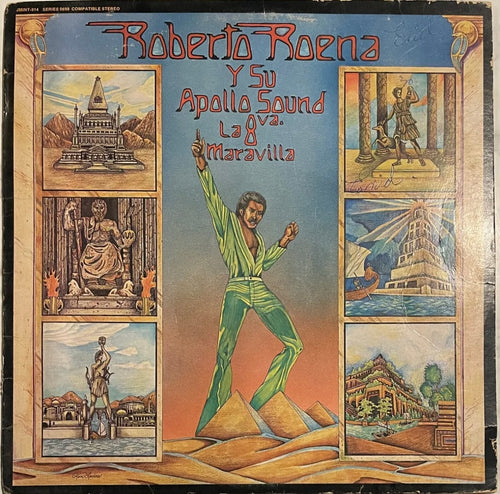 JMINT-914 SERIES 0698 COMPATIBLE STEREO
Roberto Roena
Y Su
Apollo Sound
La 8va.
Maravilla